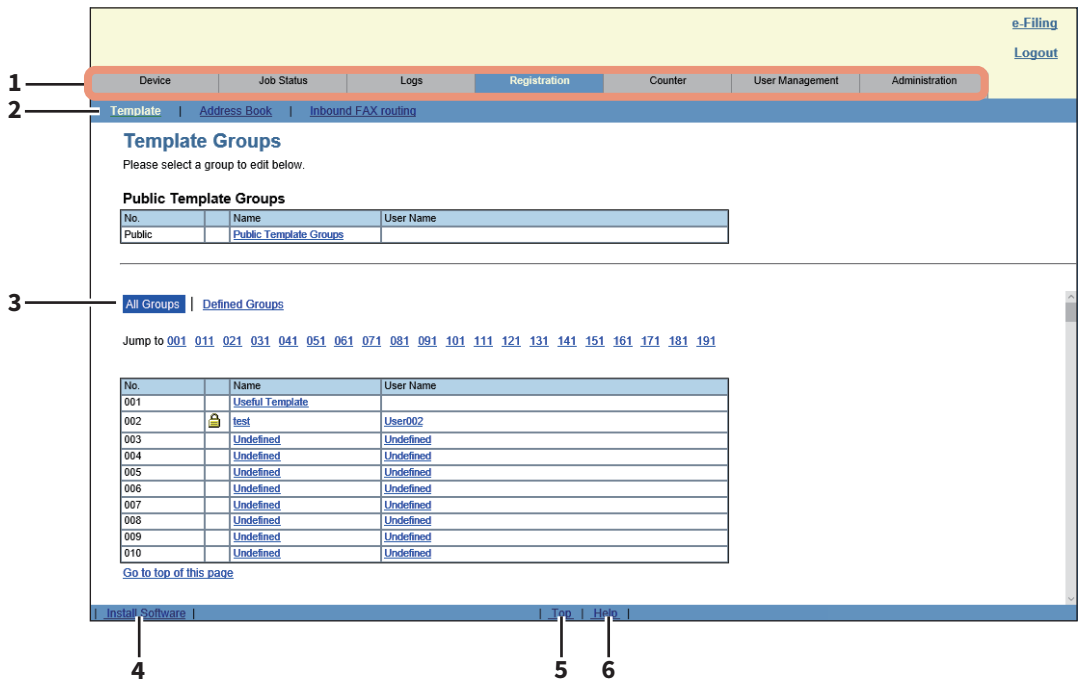 e-Filing
Logout
1
Device Job Status Logs Registration Counter User Management Administration
2
Template | Address Book | Inbound FAX routing
Template Groups
Please select a group to edit below.
Public Template Groups
No. Name User Name
Public Public Template Groups
3
All Groups | Defined Groups
Jump to 001 011 021 031 041 051 061 071 081 091 101 111 121 131 141 151 161 171 181 191
No. Name User Name
001 Useful Template
002 test User002
003 Undefined Undefined
004 Undefined Undefined
005 Undefined Undefined
006 Undefined Undefined
007 Undefined Undefined
008 Undefined Undefined
009 Undefined Undefined
010 Undefined Undefined
Go to top of this page
| Install Software | | Top | Help |
4 5 6